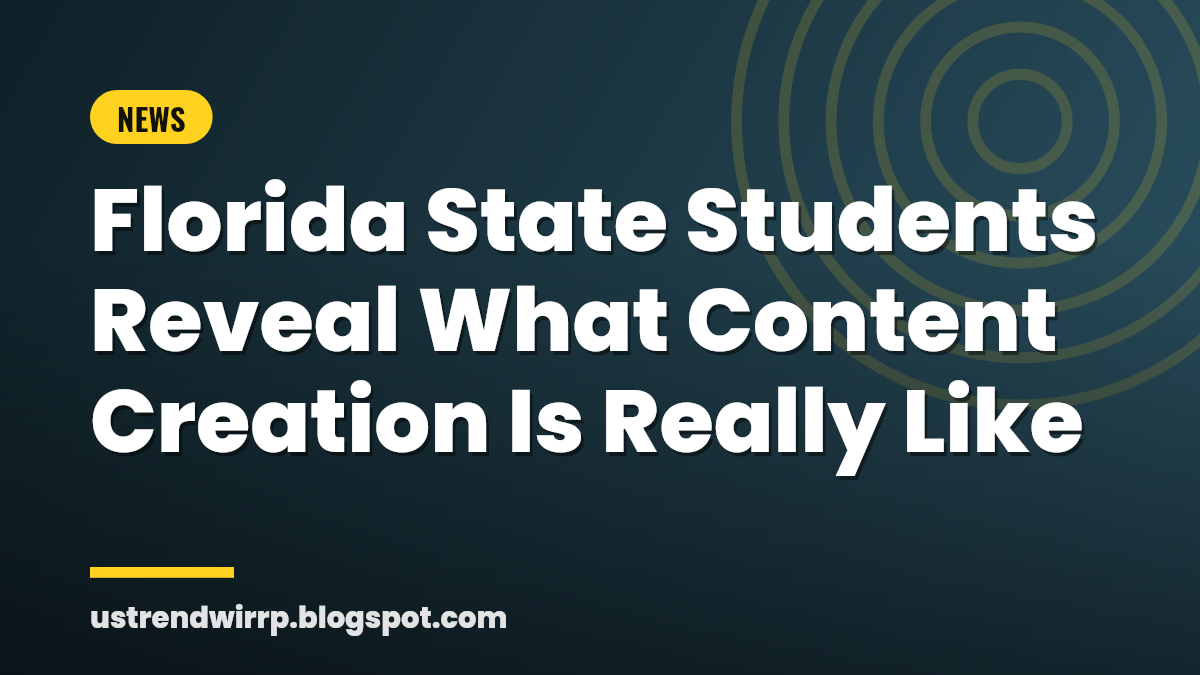 NEWS
Florida State Students
Reveal What Content
Creation Is Really Like
ustrendwirrp.blogspot.com